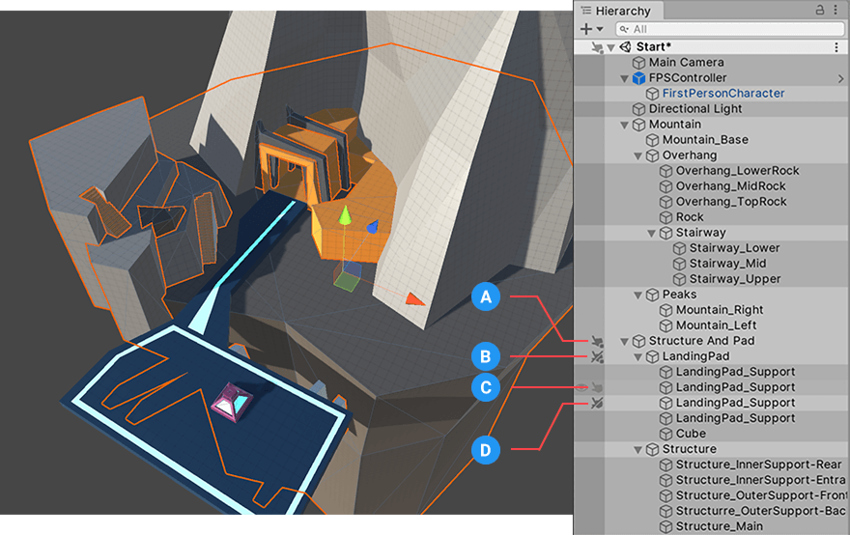 Hierarchy
All
Start*
Main Camera
FPSController
FirstPersonCharacter
Directional Light
Mountain
Mountain_Base
Overhang
Overhang_LowerRock
Overhang_MidRock
Overhang_TopRock
Rock
Stairway
Stairway_Lower
Stairway_Mid
Stairway_Upper
Peaks
Mountain_Right
Mountain_Left
A
Structure And Pad
B
LandingPad
LandingPad_Support
C
LandingPad_Support
D
LandingPad_Support
LandingPad_Support
Cube
Structure
Structure_InnerSupport-Rear
Structure_InnerSupport-Entra
Structure_OuterSupport-Front
Structurre_OuterSupport-Bac
Structure_Main